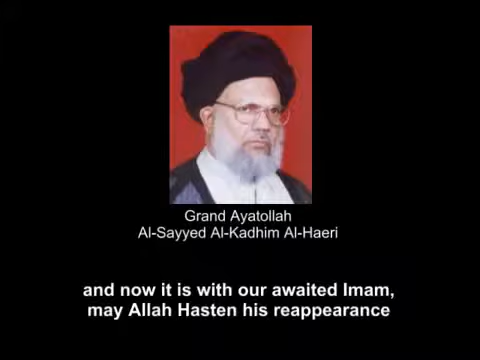 Grand Ayatollah
Al-Sayyed Al-Kadhim Al-Haeri
and now it is with our awaited Imam,
may Allah Hasten his reappearance